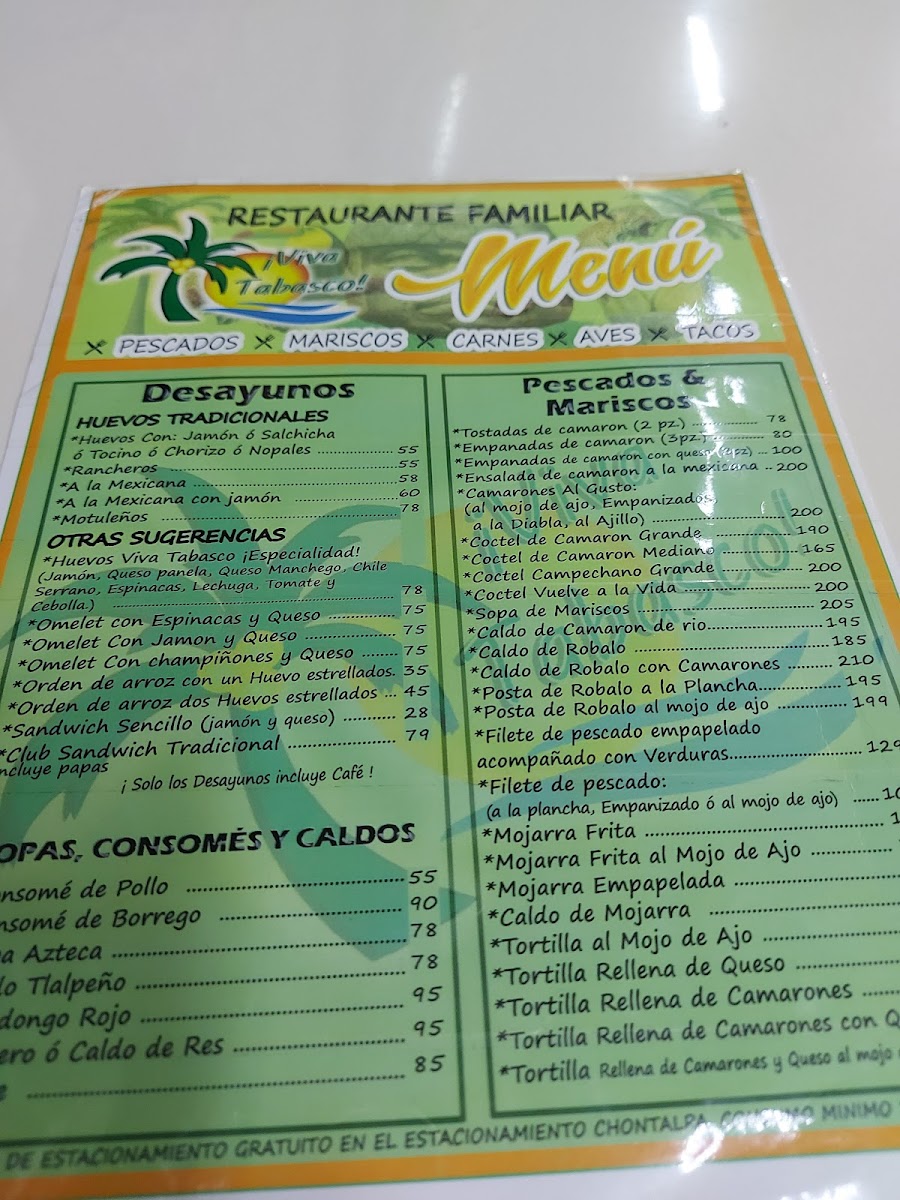 RESTAURANTE FAMILIAR
¡Viva
Tabasco!
Menú
PESCADOS MARISCOS CARNES AVES TACOS
Desayunos
HUEVOS TRADICIONALES
*Huevos Con: Jamón ó Salchicha
ó Tocino ó Chorizo ó Nopales 55
*Rancheros 55
*A la Mexicana 58
*A la Mexicana con jamón 60
*Motuleños 78
OTRAS SUGERENCIAS
*Huevos Viva Tabasco ¡Especialidad!
(Jamón, Queso panela, Queso Manchego, Chile
Serrano, Espinacas, Lechuga, Tomate y
Cebolla.) 78
*Omelet con Espinacas y Queso 75
*Omelet Con Jamon y Queso 75
*Omelet Con champiñones y Queso 75
*Orden de arroz con un Huevo estrellados. 35
*Orden de arroz dos Huevos estrellados 45
*Sandwich Sencillo (jamón y queso) 28
*Club Sandwich Tradicional 79
incluye papas
¡ Solo los Desayunos incluye Café !
OPAS, CONSOMÉS Y CALDOS
nsomé de Pollo 55
nsomé de Borrego 90
a Azteca 78
lo Tlalpeño 78
dongo Rojo 95
ero ó Caldo de Res 95
e 85
Pescados &
Mariscos
*Tostadas de camaron (2 pz.) 78
*Empanadas de camaron (3pz.) 80
*Empanadas de camaron con queso 100
*Ensalada de camaron a la mexicana 200
*Camarones Al Gusto:
(al mojo de ajo, Empanizados,
a la Diabla, al Ajillo) 200
*Coctel de Camaron Grande 190
*Coctel de Camaron Mediano 165
*Coctel Campechano Grande 200
*Coctel Vuelve a la Vida 200
*Sopa de Mariscos 205
*Caldo de Camaron de rio 195
*Caldo de Robalo 185
*Caldo de Robalo con Camarones 210
*Posta de Robalo a la Plancha 195
*Posta de Robalo al mojo de ajo 199
*Filete de pescado empapelado
acompañado con Verduras 129
*Filete de pescado:
(a la plancha, Empanizado ó al mojo de ajo)
*Mojarra Frita
*Mojarra Frita al Mojo de Ajo
*Mojarra Empapelada
*Caldo de Mojarra
*Tortilla al Mojo de Ajo
*Tortilla Rellena de Queso
*Tortilla Rellena de Camarones
*Tortilla Rellena de Camarones con Q
*Tortilla Rellena de Camarones y Queso al mojo
DE ESTACIONAMIENTO GRATUITO EN EL ESTACIONAMIENTO CHONTALPA, CONSUMO MINIMO